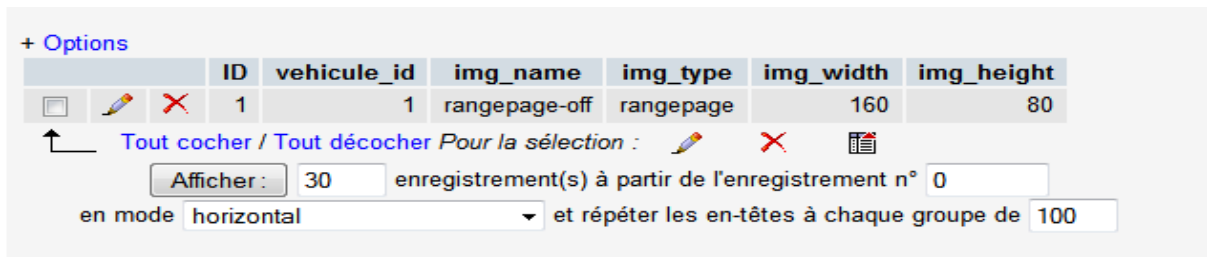 + Options
ID vehicule_id img_name img_type img_width img_height
1 1 rangepage-off rangepage 160 80
Tout cocher / Tout décocher Pour la sélection :
Afficher : 30 enregistrement(s) à partir de l'enregistrement n° 0
en mode horizontal et répéter les en-têtes à chaque groupe de 100